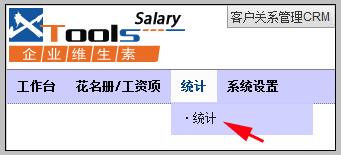 Salary
客户关系管理CRM
XTools
企业维生素
工作台 花名册/工资项 统计 系统设置
· 统计